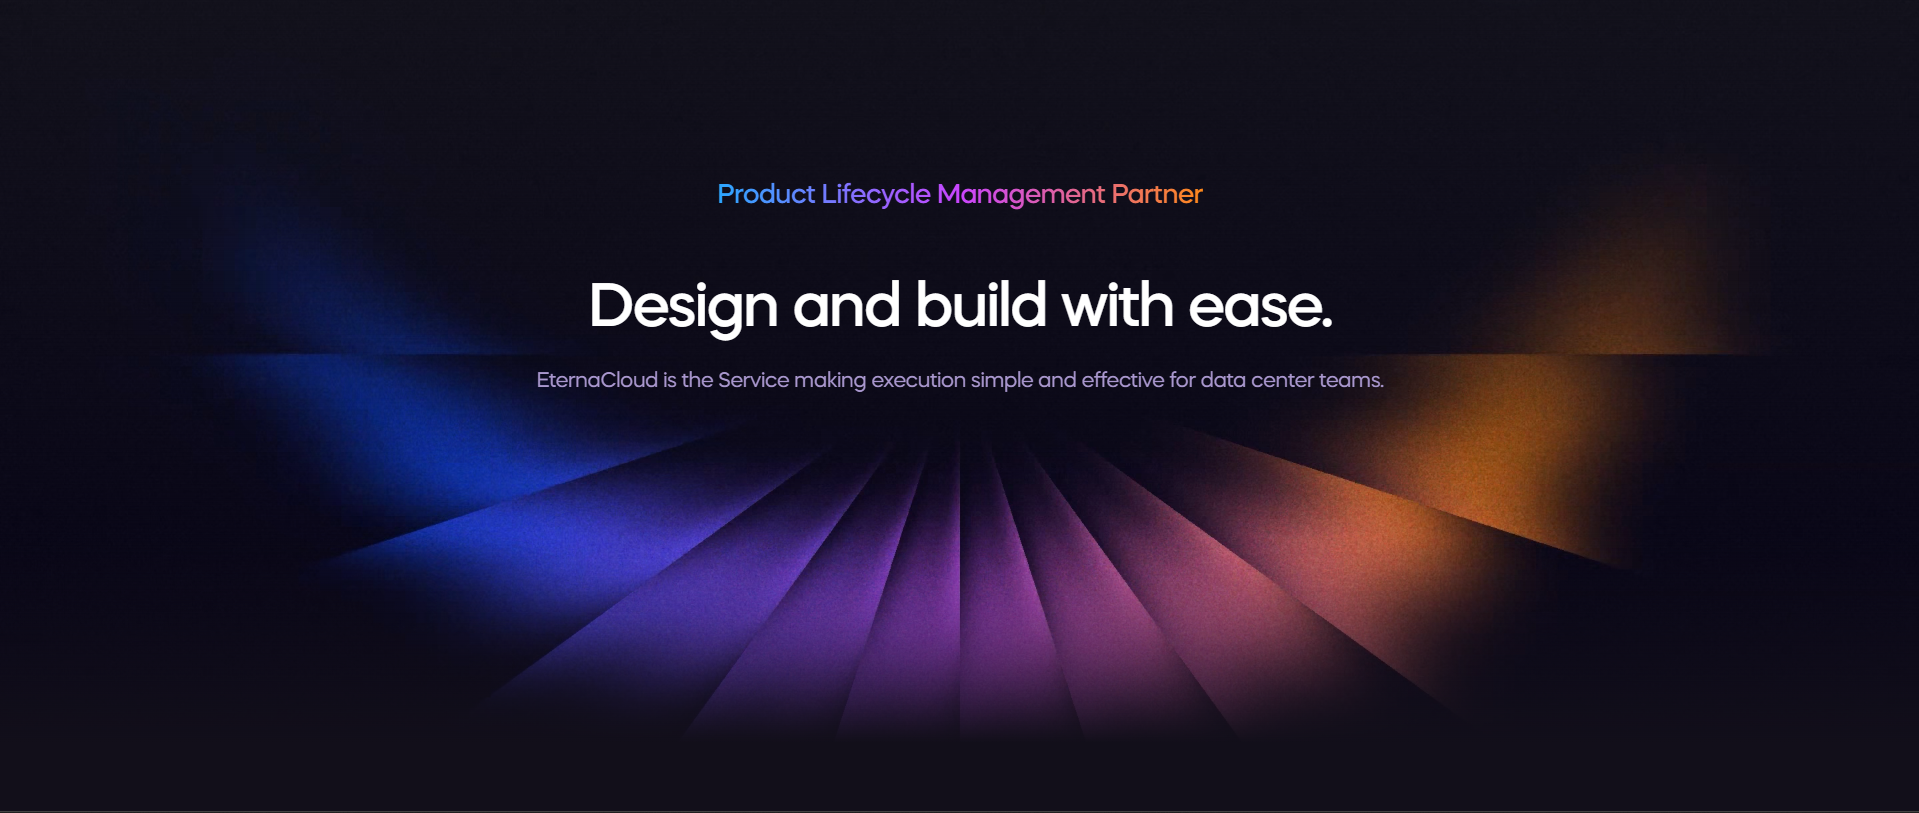 Product Lifecycle Management Partner
Design and build with ease.
EternaCloud is the Service making execution simple and effective for data center teams.